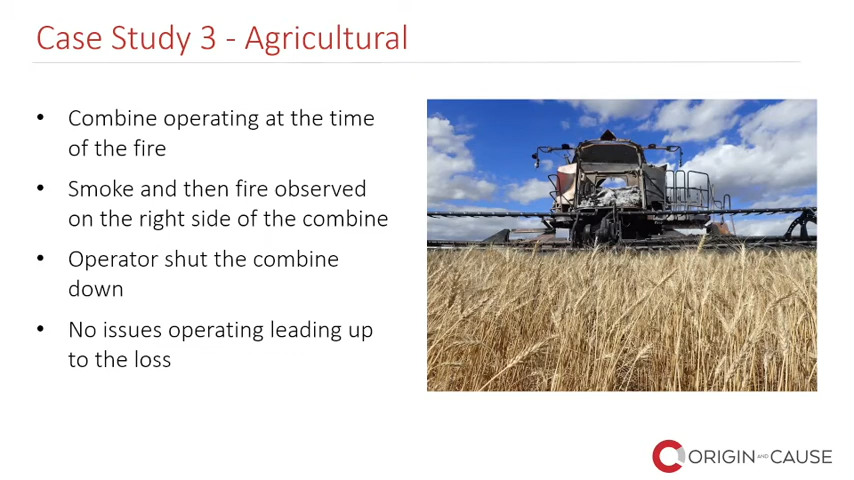 Case Study 3 - Agricultural
• Combine operating at the time
of the fire
• Smoke and then fire observed
on the right side of the combine
• Operator shut the combine
down
• No issues operating leading up
to the loss
ORIGIN AND CAUSE